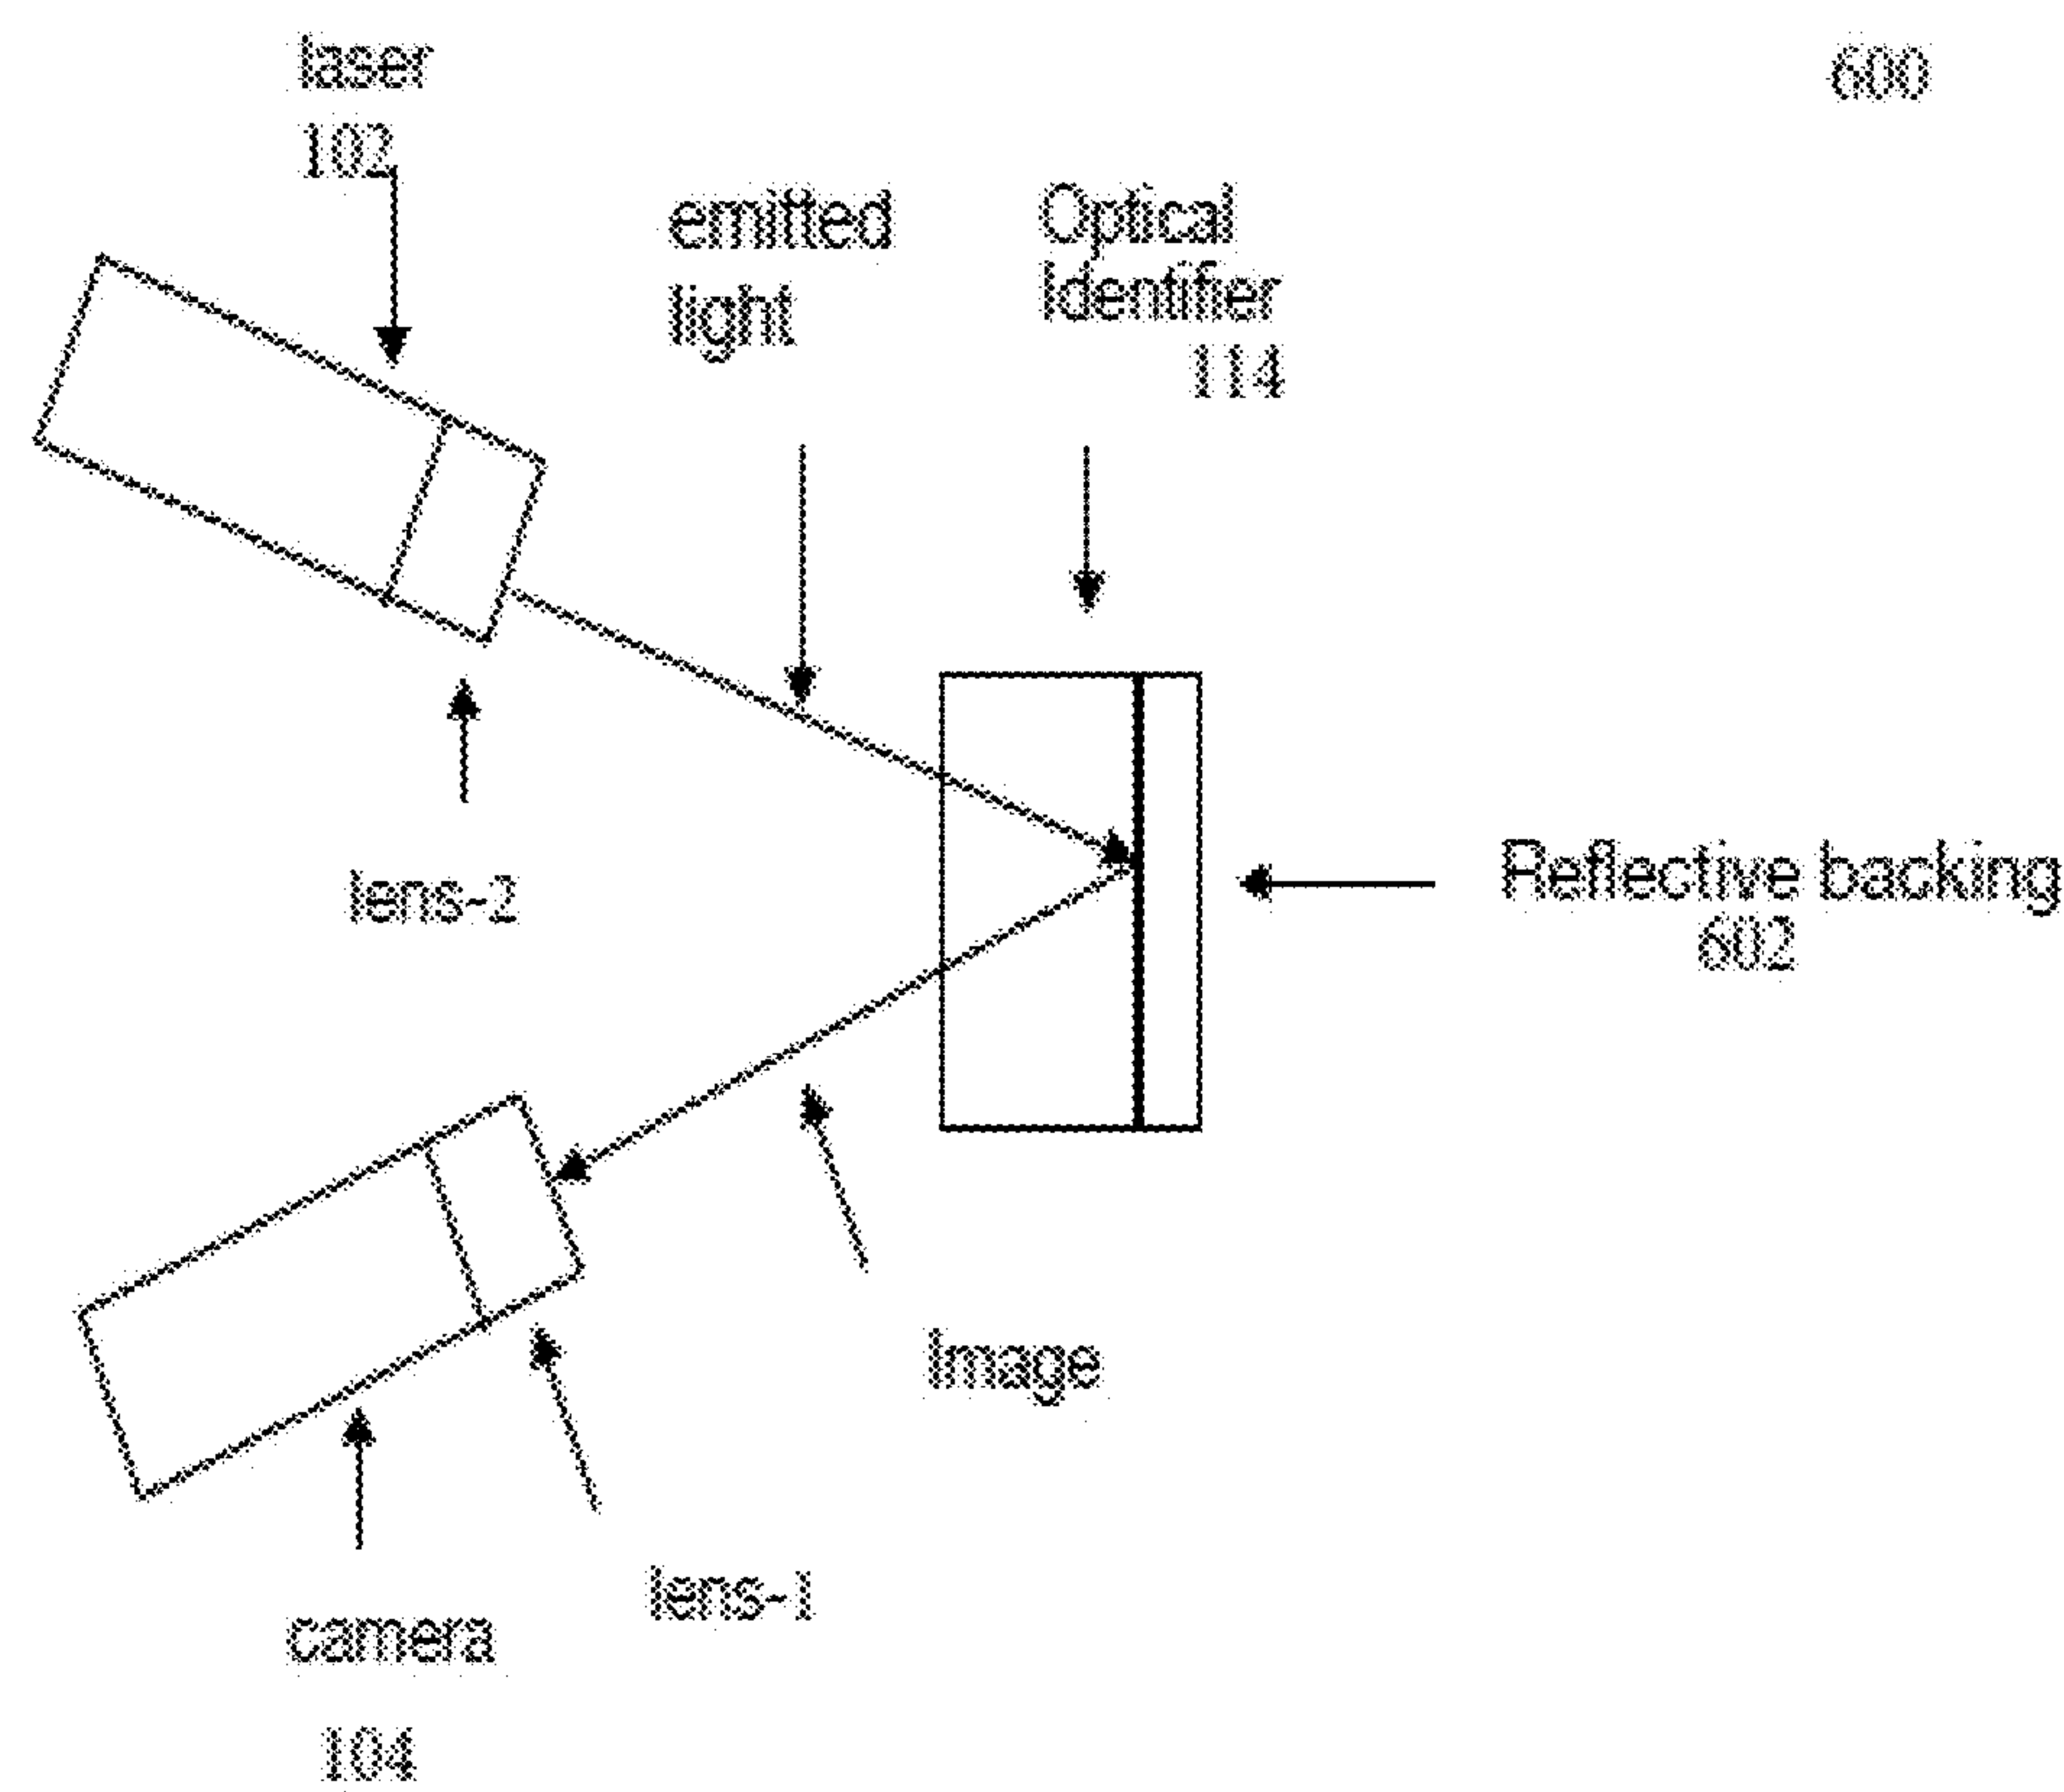 laser
102
600
emitted
light
Optical
Identifier
114
lens-2
Reflective backing
602
Image
lens-1
camera
104